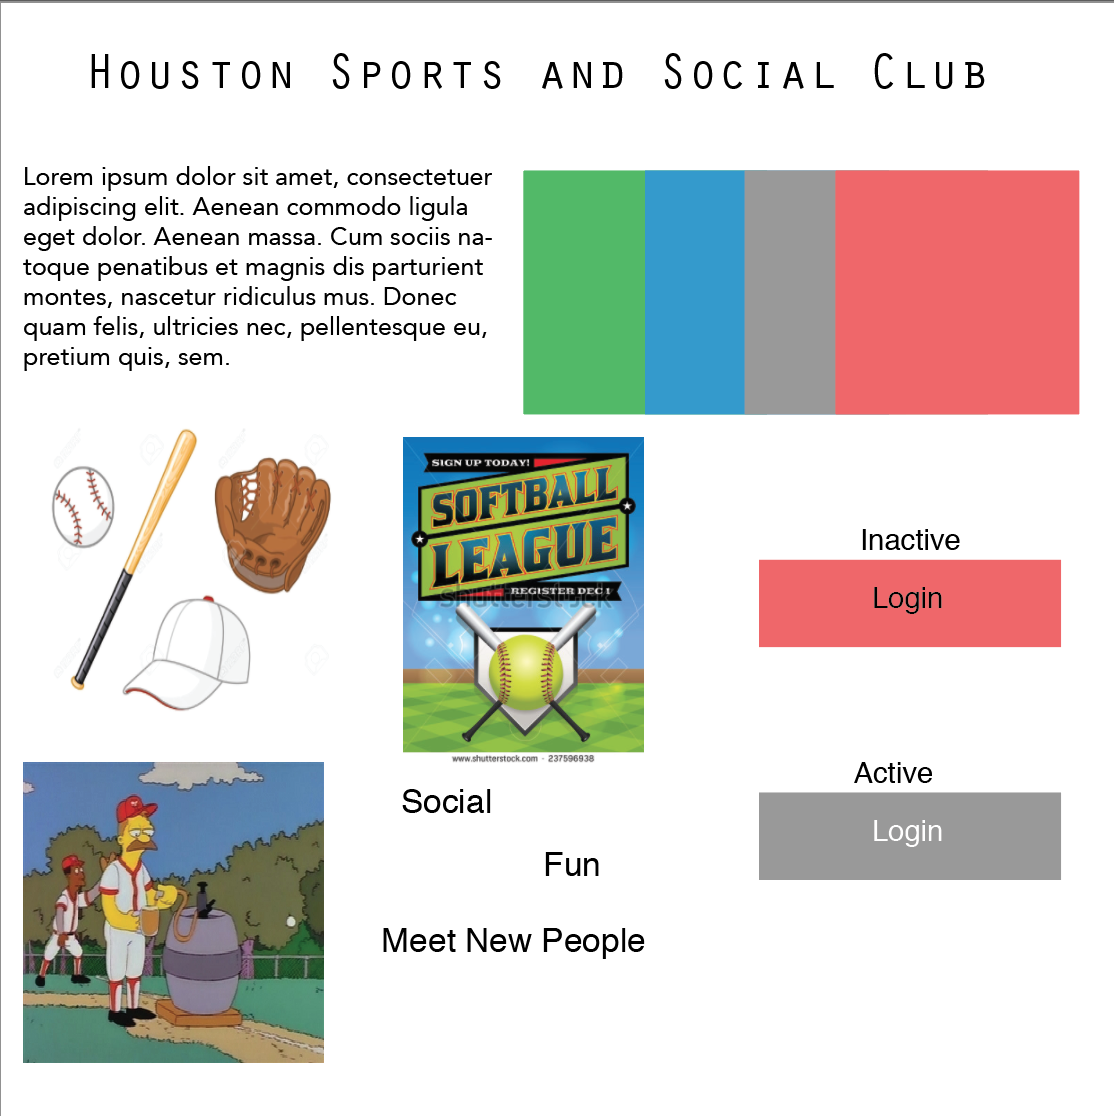 Houston Sports and Social Club
Lorem ipsum dolor sit amet, consectetuer
adipiscing elit. Aenean commodo ligula
eget dolor. Aenean massa. Cum sociis na-
toque penatibus et magnis dis parturient
montes, nascetur ridiculus mus. Donec
quam felis, ultricies nec, pellentesque eu,
pretium quis, sem.
SIGN UP TODAY!
SOFTBALL
LEAGUE
REGISTER DEC 1
shutterstock
www.shutterstock.com · 237596938
Inactive
Login
Active
Login
Social
Fun
Meet New People